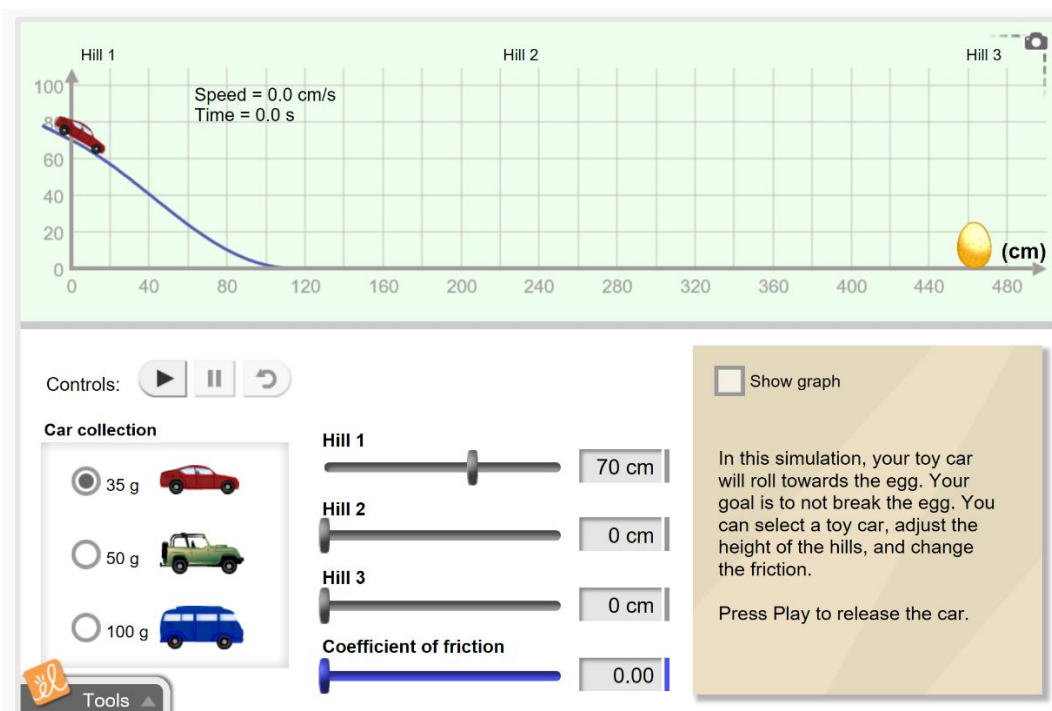 Hill 1
Hill 2
Hill 3
Speed = 0.0 cm/s
Time = 0.0 s
100
80
60
40
20
0
(cm)
0 40 80 120 160 200 240 280 320 360 400 440 480
Controls:
Show graph
Car collection
35 g
50 g
100 g
Hill 1
70 cm
Hill 2
0 cm
Hill 3
0 cm
Coefficient of friction
0.00
In this simulation, your toy car
will roll towards the egg. Your
goal is to not break the egg. You
can select a toy car, adjust the
height of the hills, and change
the friction.
Press Play to release the car.
el
Tools